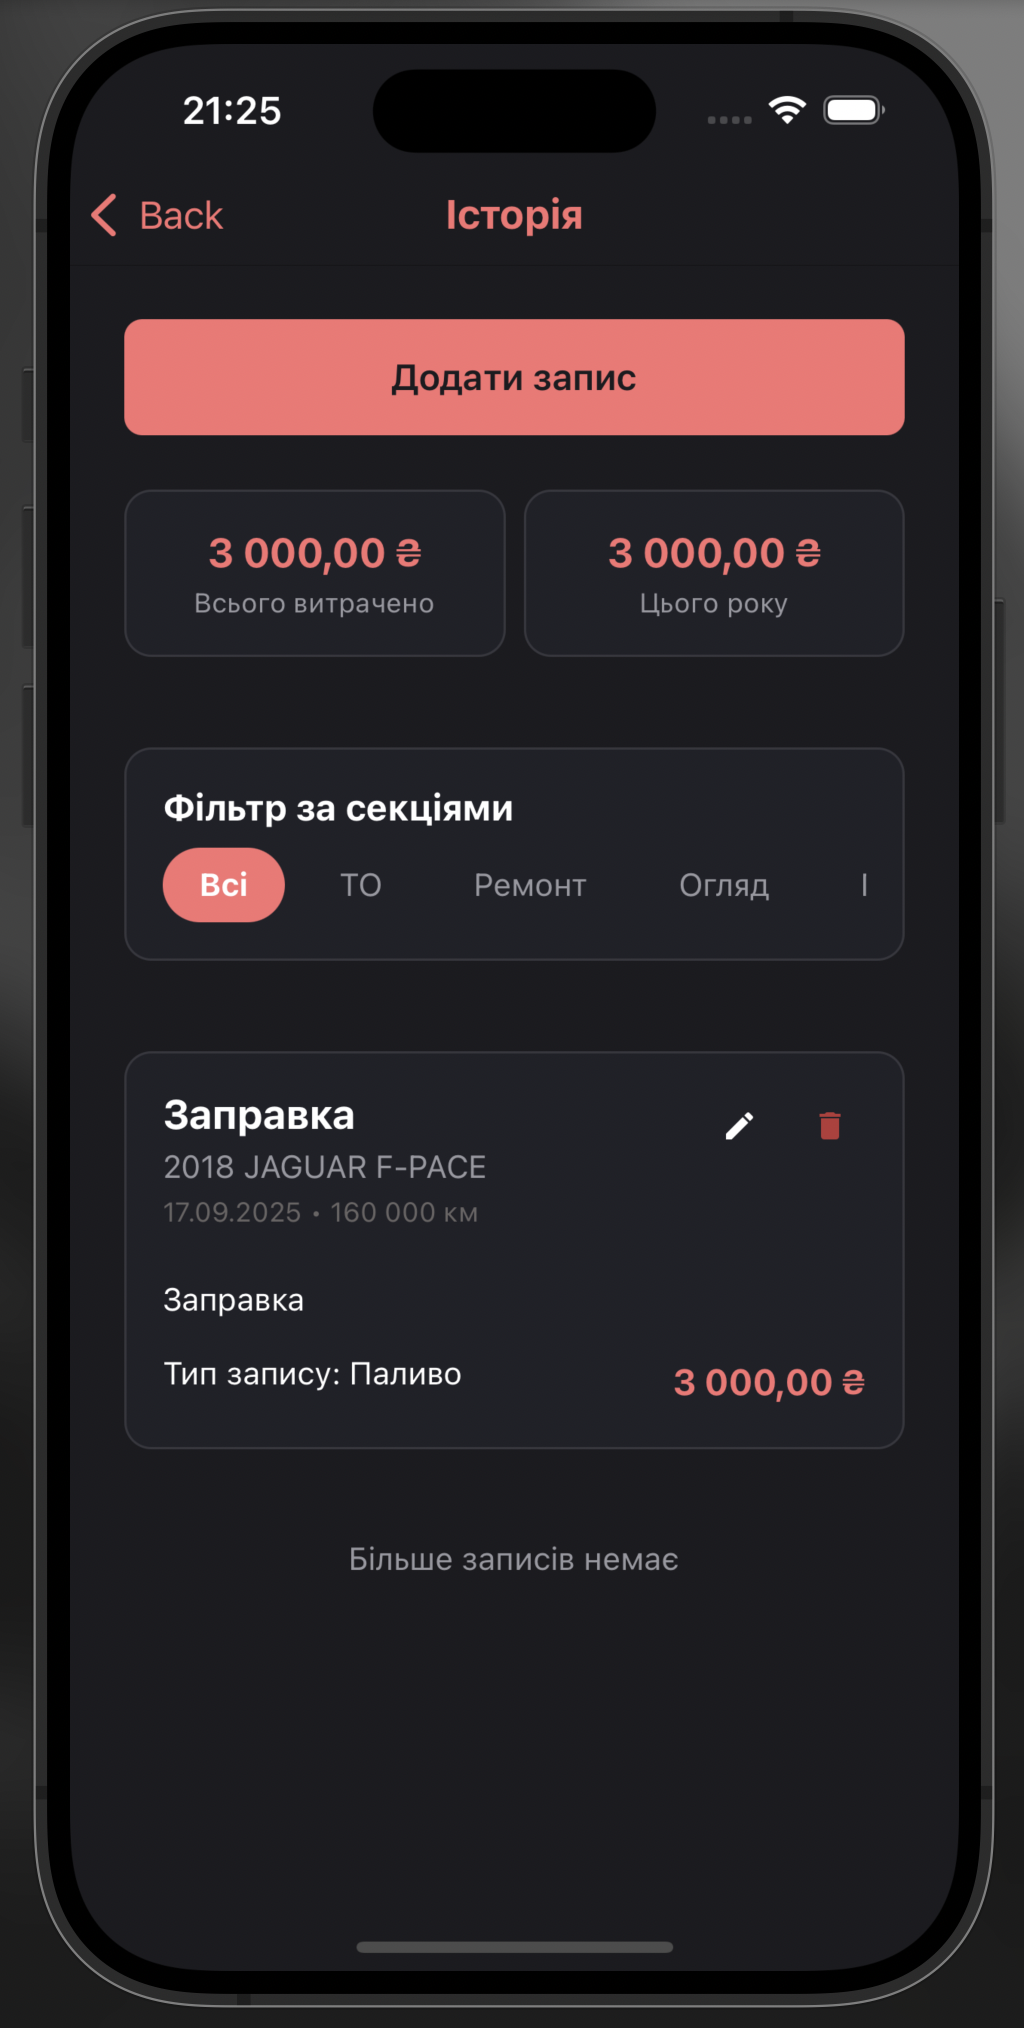 21:25
Back
Історія
Додати запис
3 000,00 ₴
Всього витрачено
3 000,00 ₴
Цього року
Фільтр за секціями
Всі ТО Ремонт Огляд
Заправка
2018 JAGUAR F-PACE
17.09.2025 • 160 000 км
Заправка
Тип запису: Паливо
3 000,00 ₴
Більше записів немає